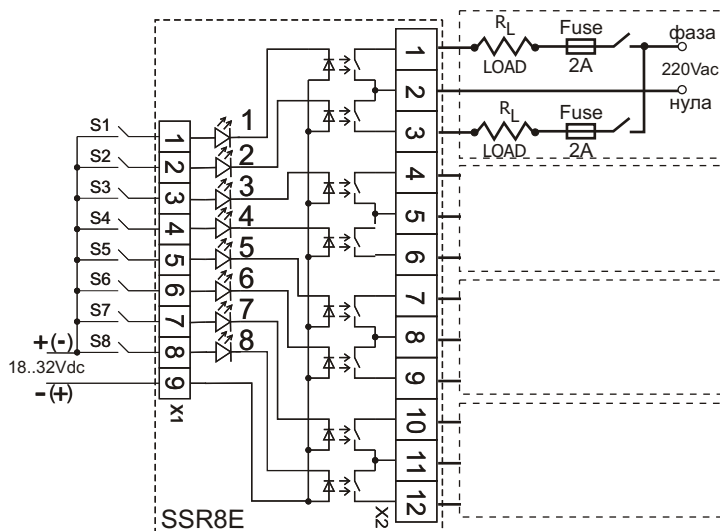 R_L
Fuse
фаза
LOAD
2A
220Vac
R_L
Fuse
нула
LOAD
2A
S1
S2
S3
S4
S5
S6
S7
S8
+(-)
18..32Vdc
-(+)
1
2
3
4
5
6
7
8
9
X1
1
2
3
4
5
6
7
8
1
2
3
4
5
6
7
8
9
10
11
12
X2
SSR8E